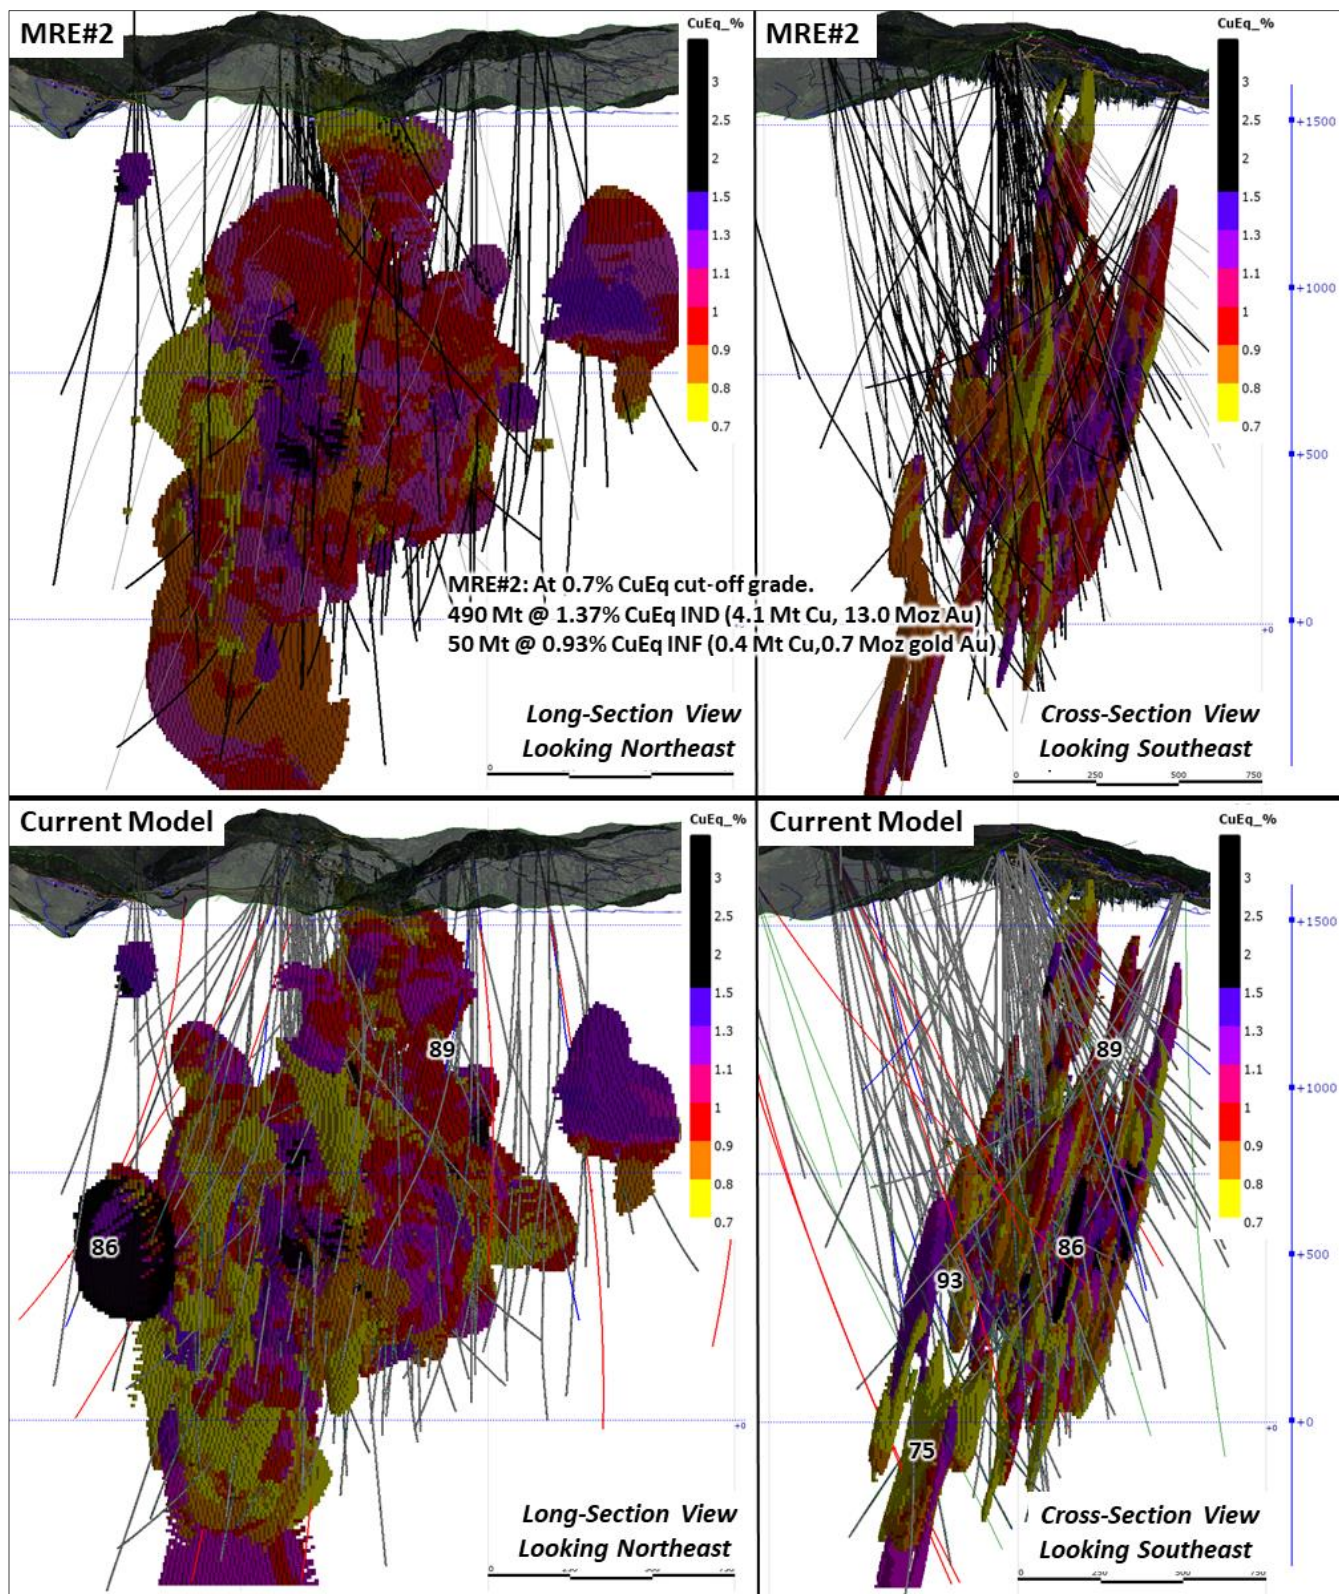 MRE#2
CuEq_%
3
2.5
2
1.5
1.3
1.1
1
0.9
0.8
0.7
MRE#2
CuEq_%
3
2.5
2
1.5
1.3
1.1
1
0.9
0.8
0.7
+1500
+1000
+500
+0
+0
MRE#2: At 0.7% CuEq cut-off grade.
490 Mt @ 1.37% CuEq IND (4.1 Mt Cu, 13.0 Moz Au)
50 Mt @ 0.93% CuEq INF (0.4 Mt Cu,0.7 Moz gold Au)
Long-Section View
Looking Northeast
0
Cross-Section View
Looking Southeast
0 250 500 750
Current Model
CuEq_%
3
2.5
2
1.5
1.3
1.1
1
0.9
0.8
0.7
89
86
+0
Long-Section View
Looking Northeast
Current Model
CuEq_%
3
2.5
2
1.5
1.3
1.1
1
0.9
0.8
0.7
+1500
+1000
+500
+0
+0
89
86
93
75
Cross-Section View
Looking Southeast
0 250 500 750